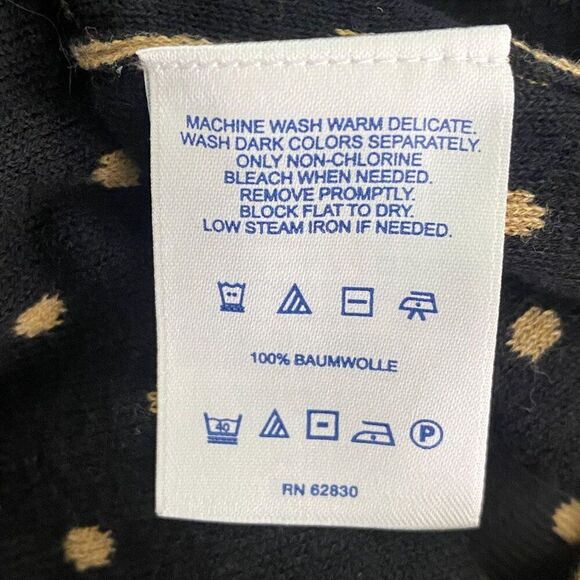 MACHINE WASH WARM DELICATE.
WASH DARK COLORS SEPARATELY.
ONLY NON-CHLORINE
BLEACH WHEN NEEDED.
REMOVE PROMPTLY.
BLOCK FLAT TO DRY.
LOW STEAM IRON IF NEEDED.
100% BAUMWOLLE
40 P
RN 62830